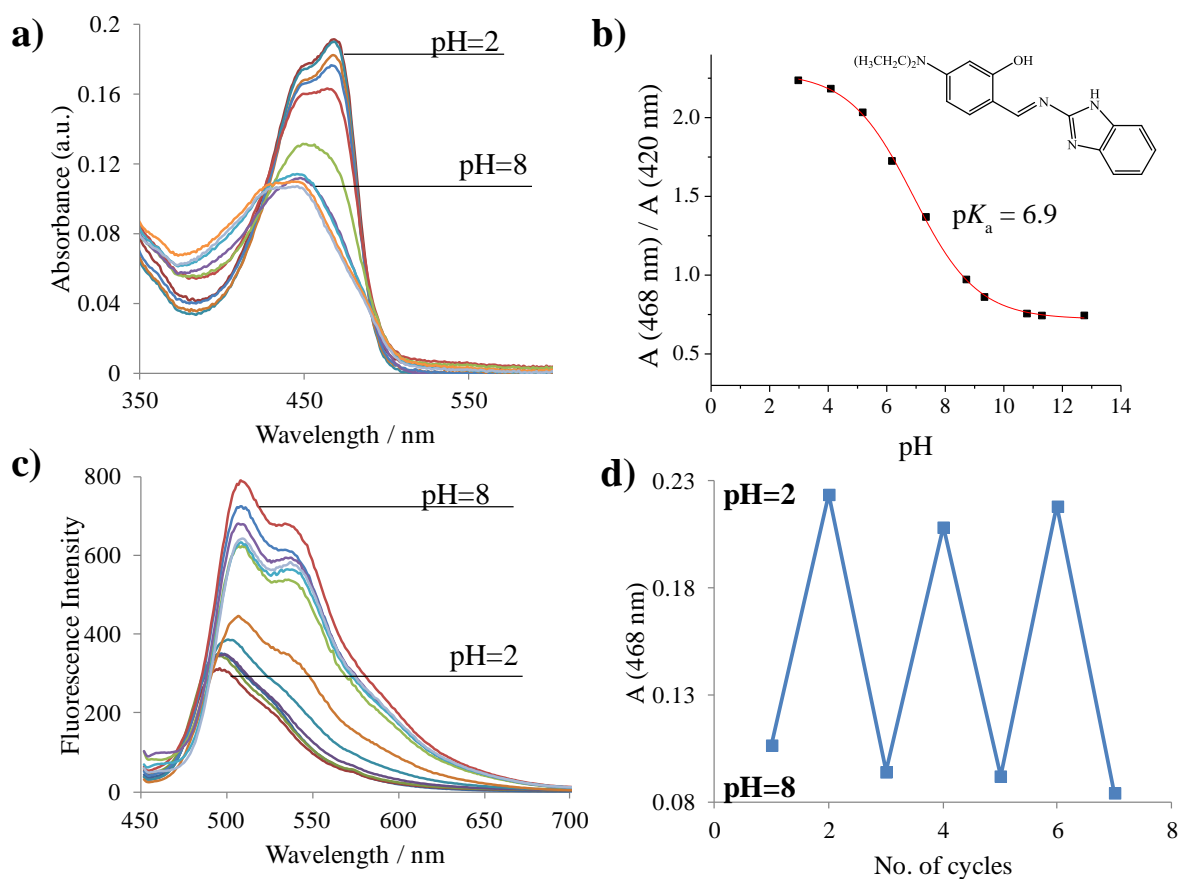 a)
0.2
0.16
0.12
0.08
0.04
0
Absorbance (a.u.)
pH=2
pH=8
350
450
550
Wavelength / nm
b)
2.0
1.5
1.0
0.5
A (468 nm) / A (420 nm)
(H3CH2C)2N
OH
N
H
N
N
pKa = 6.9
0
2
4
6
8
10
12
14
pH
c)
800
600
400
200
0
Fluorescence Intensity
pH=8
pH=2
450
500
550
600
650
700
Wavelength / nm
d)
0.23
0.18
0.13
0.08
A (468 nm)
pH=2
pH=8
0
2
4
6
8
No. of cycles